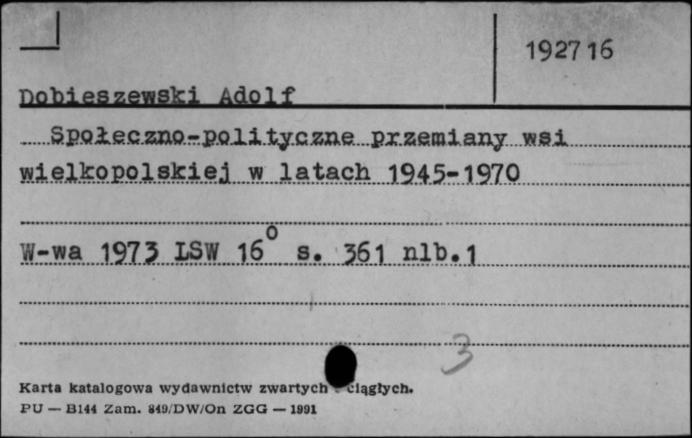 192716
Dobieszewski Adolf
Społeczno-polityczne przemiany wsi
wielkopolskiej w latach 1945-1970
W-wa 1973 LSW 16° s. 361 nlb.1
3
Karta katalogowa wydawnictw zwartych ciągłych.
PU — B144 Zam. 849/DW/On ZGG — 1991